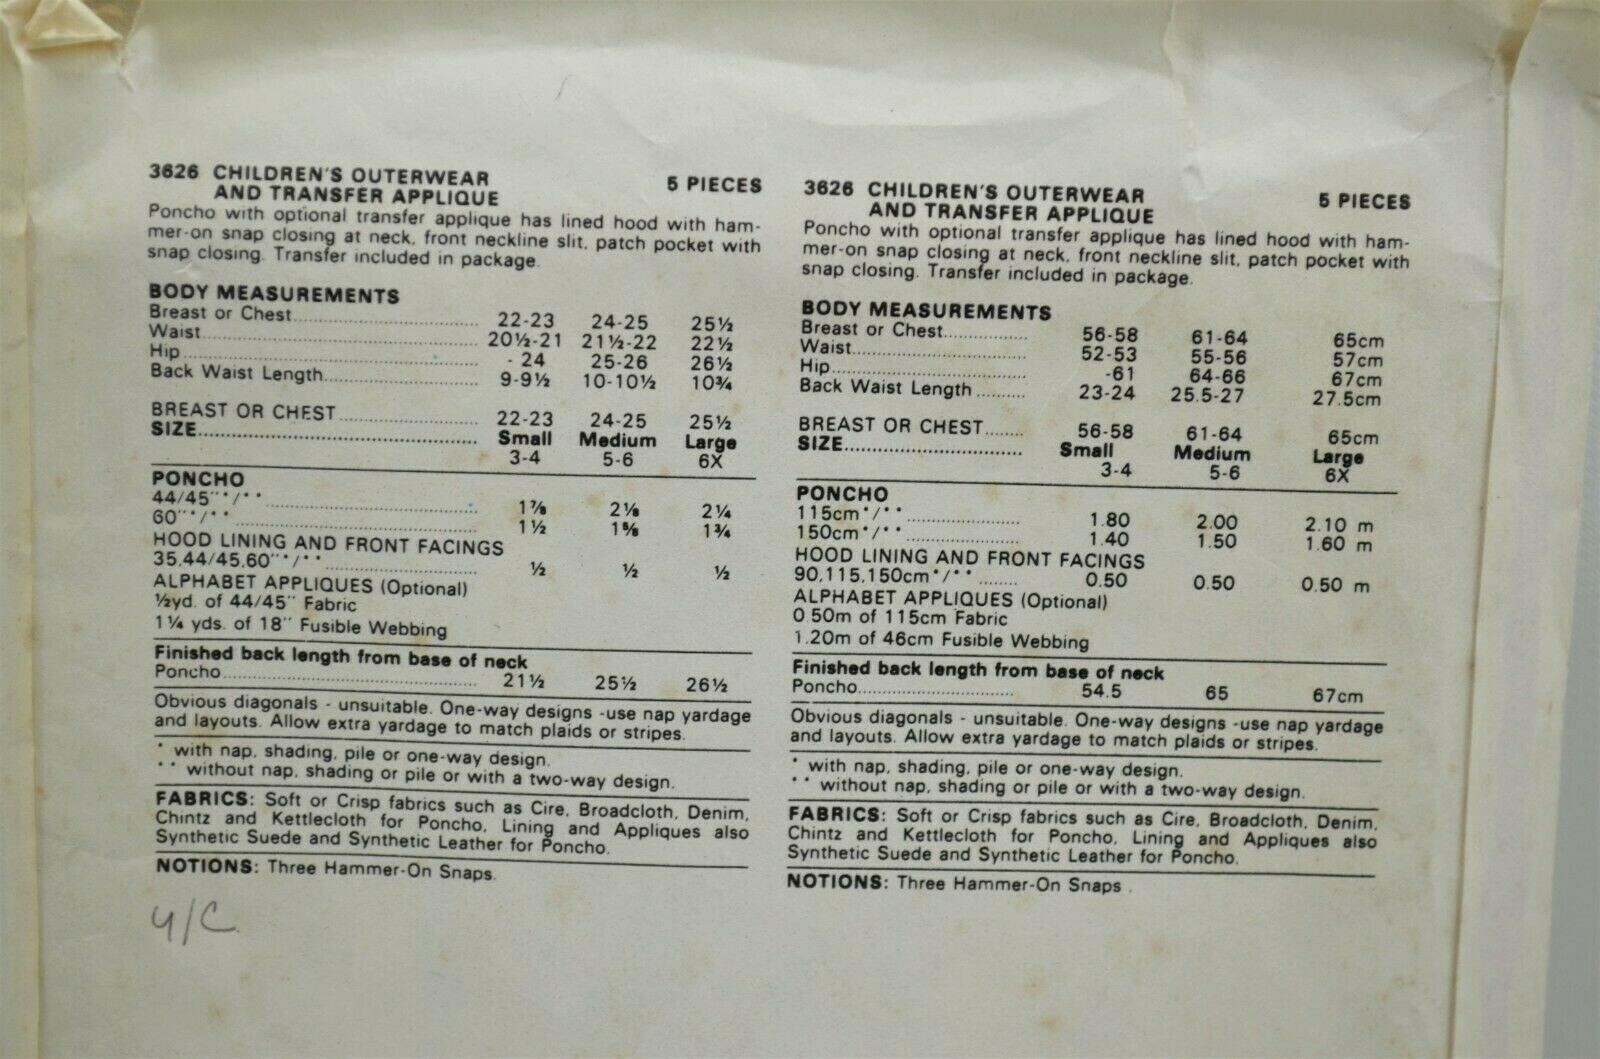 3626 CHILDREN'S OUTERWEAR 5 PIECES
AND TRANSFER APPLIQUE
Poncho with optional transfer applique has lined hood with ham-
mer-on snap closing at neck, front neckline slit, patch pocket with
snap closing. Transfer included in package.
BODY MEASUREMENTS
Breast or Chest 22-23 24-25 25½
Waist 20½-21 21½-22 22½
Hip - 24 25-26 26½
Back Waist Length 9-9½ 10-10½ 10¾
BREAST OR CHEST 22-23 24-25 25½
SIZE Small Medium Large
3-4 5-6 6X
PONCHO
44/45"*/** 1⅞ 2⅛ 2¼
60"*/** 1½ 1⅝ 1¾
HOOD LINING AND FRONT FACINGS
35,44/45,60"*/** ½ ½ ½
ALPHABET APPLIQUES (Optional)
½yd. of 44/45" Fabric
1¼ yds. of 18" Fusible Webbing
Finished back length from base of neck
Poncho 21½ 25½ 26½
Obvious diagonals - unsuitable. One-way designs -use nap yardage
and layouts. Allow extra yardage to match plaids or stripes.
* with nap, shading, pile or one-way design.
** without nap, shading or pile or with a two-way design.
FABRICS: Soft or Crisp fabrics such as Cire, Broadcloth, Denim,
Chintz and Kettlecloth for Poncho, Lining and Appliques also
Synthetic Suede and Synthetic Leather for Poncho.
NOTIONS: Three Hammer-On Snaps.
4/C
3626 CHILDREN'S OUTERWEAR 5 PIECES
AND TRANSFER APPLIQUE
Poncho with optional transfer applique has lined hood with ham-
mer-on snap closing at neck, front neckline slit, patch pocket with
snap closing. Transfer included in package.
BODY MEASUREMENTS
Breast or Chest 56-58 61-64 65cm
Waist 52-53 55-56 57cm
Hip -61 64-66 67cm
Back Waist Length 23-24 25.5-27 27.5cm
BREAST OR CHEST 56-58 61-64 65cm
SIZE Small Medium Large
3-4 5-6 6X
PONCHO
115cm*/** 1.80 2.00 2.10 m
150cm*/** 1.40 1.50 1.60 m
HOOD LINING AND FRONT FACINGS
90,115,150cm*/** 0.50 0.50 0.50 m
ALPHABET APPLIQUES (Optional)
0.50m of 115cm Fabric
1.20m of 46cm Fusible Webbing
Finished back length from base of neck
Poncho 54.5 65 67cm
Obvious diagonals - unsuitable. One-way designs -use nap yardage
and layouts. Allow extra yardage to match plaids or stripes.
* with nap, shading, pile or one-way design.
** without nap, shading or pile or with a two-way design.
FABRICS: Soft or Crisp fabrics such as Cire, Broadcloth, Denim,
Chintz and Kettlecloth for Poncho, Lining and Appliques also
Synthetic Suede and Synthetic Leather for Poncho.
NOTIONS: Three Hammer-On Snaps .